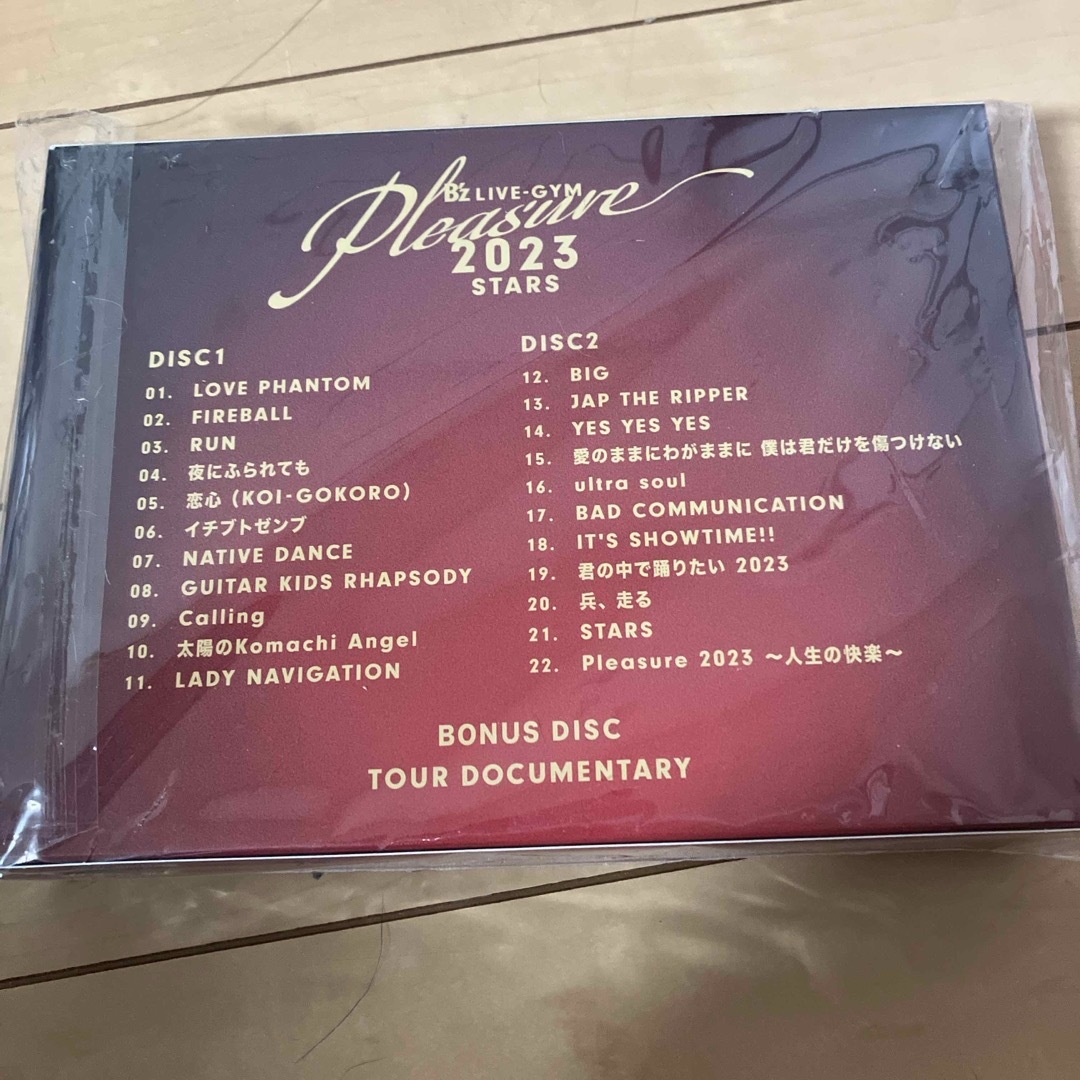 B'z LIVE-GYM
Pleasure
2023
STARS
DISC1
01. LOVE PHANTOM
02. FIREBALL
03. RUN
04. 夜にふられても
05. 恋心 (KOI-GOKORO)
06. イチブトゼンブ
07. NATIVE DANCE
08. GUITAR KIDS RHAPSODY
09. Calling
10. 太陽のKomachi Angel
11. LADY NAVIGATION
DISC2
12. BIG
13. JAP THE RIPPER
14. YES YES YES
15. 愛のままにわがままに 僕は君だけを傷つけない
16. ultra soul
17. BAD COMMUNICATION
18. IT'S SHOWTIME!!
19. 君の中で踊りたい 2023
20. 兵、走る
21. STARS
22. Pleasure 2023 〜人生の快楽〜
BONUS DISC
TOUR DOCUMENTARY